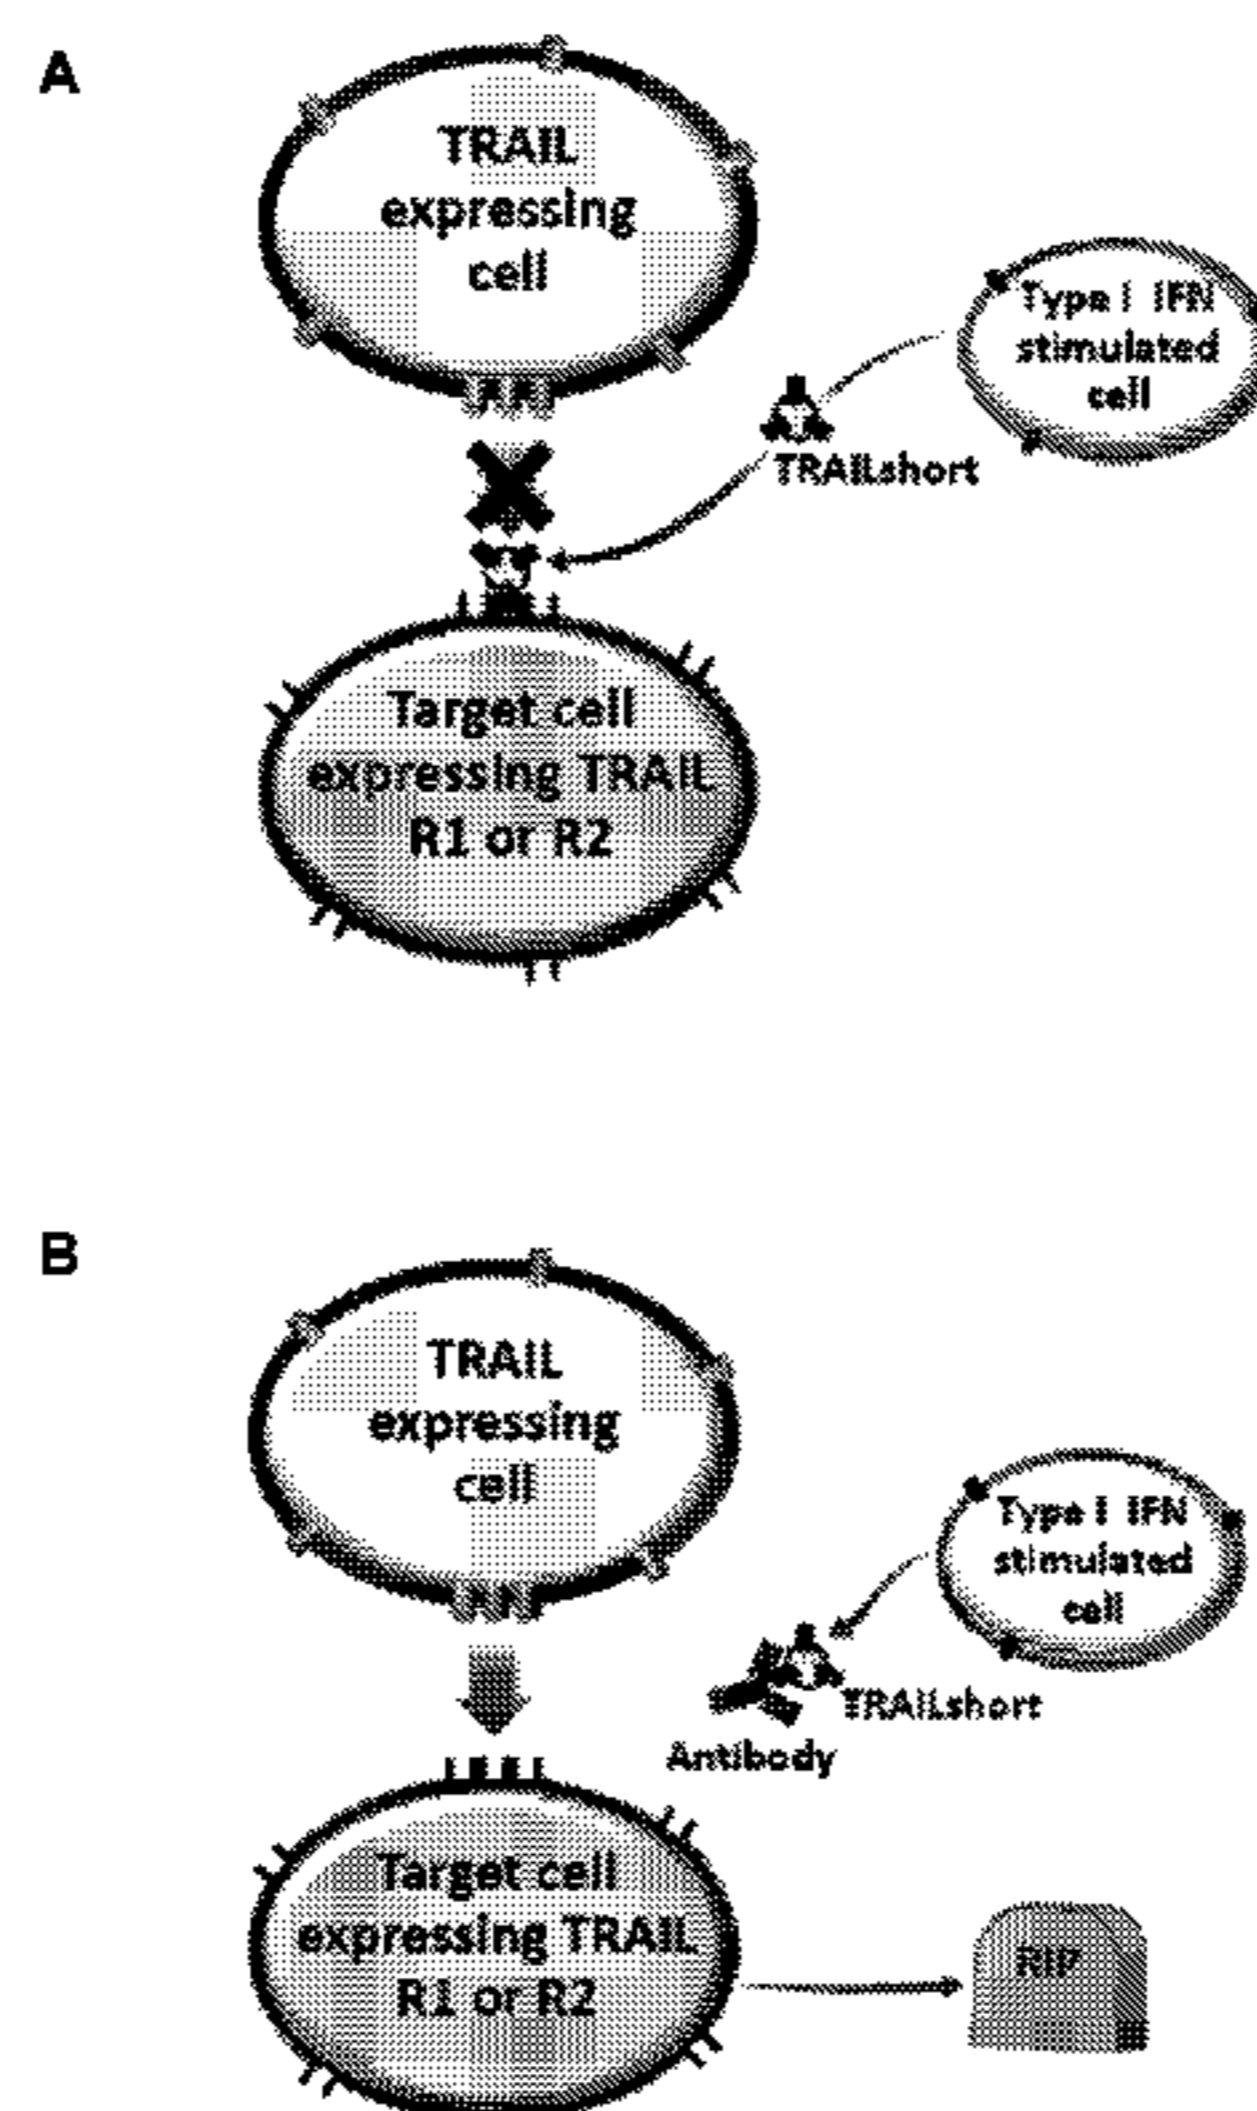 A
TRAIL
expressing
cell
Type I IFN
stimulated
cell
TRAILshort
Target cell
expressing TRAIL
R1 or R2
B
TRAIL
expressing
cell
Type I IFN
stimulated
cell
TRAILshort
Antibody
Target cell
expressing TRAIL
R1 or R2
RIP